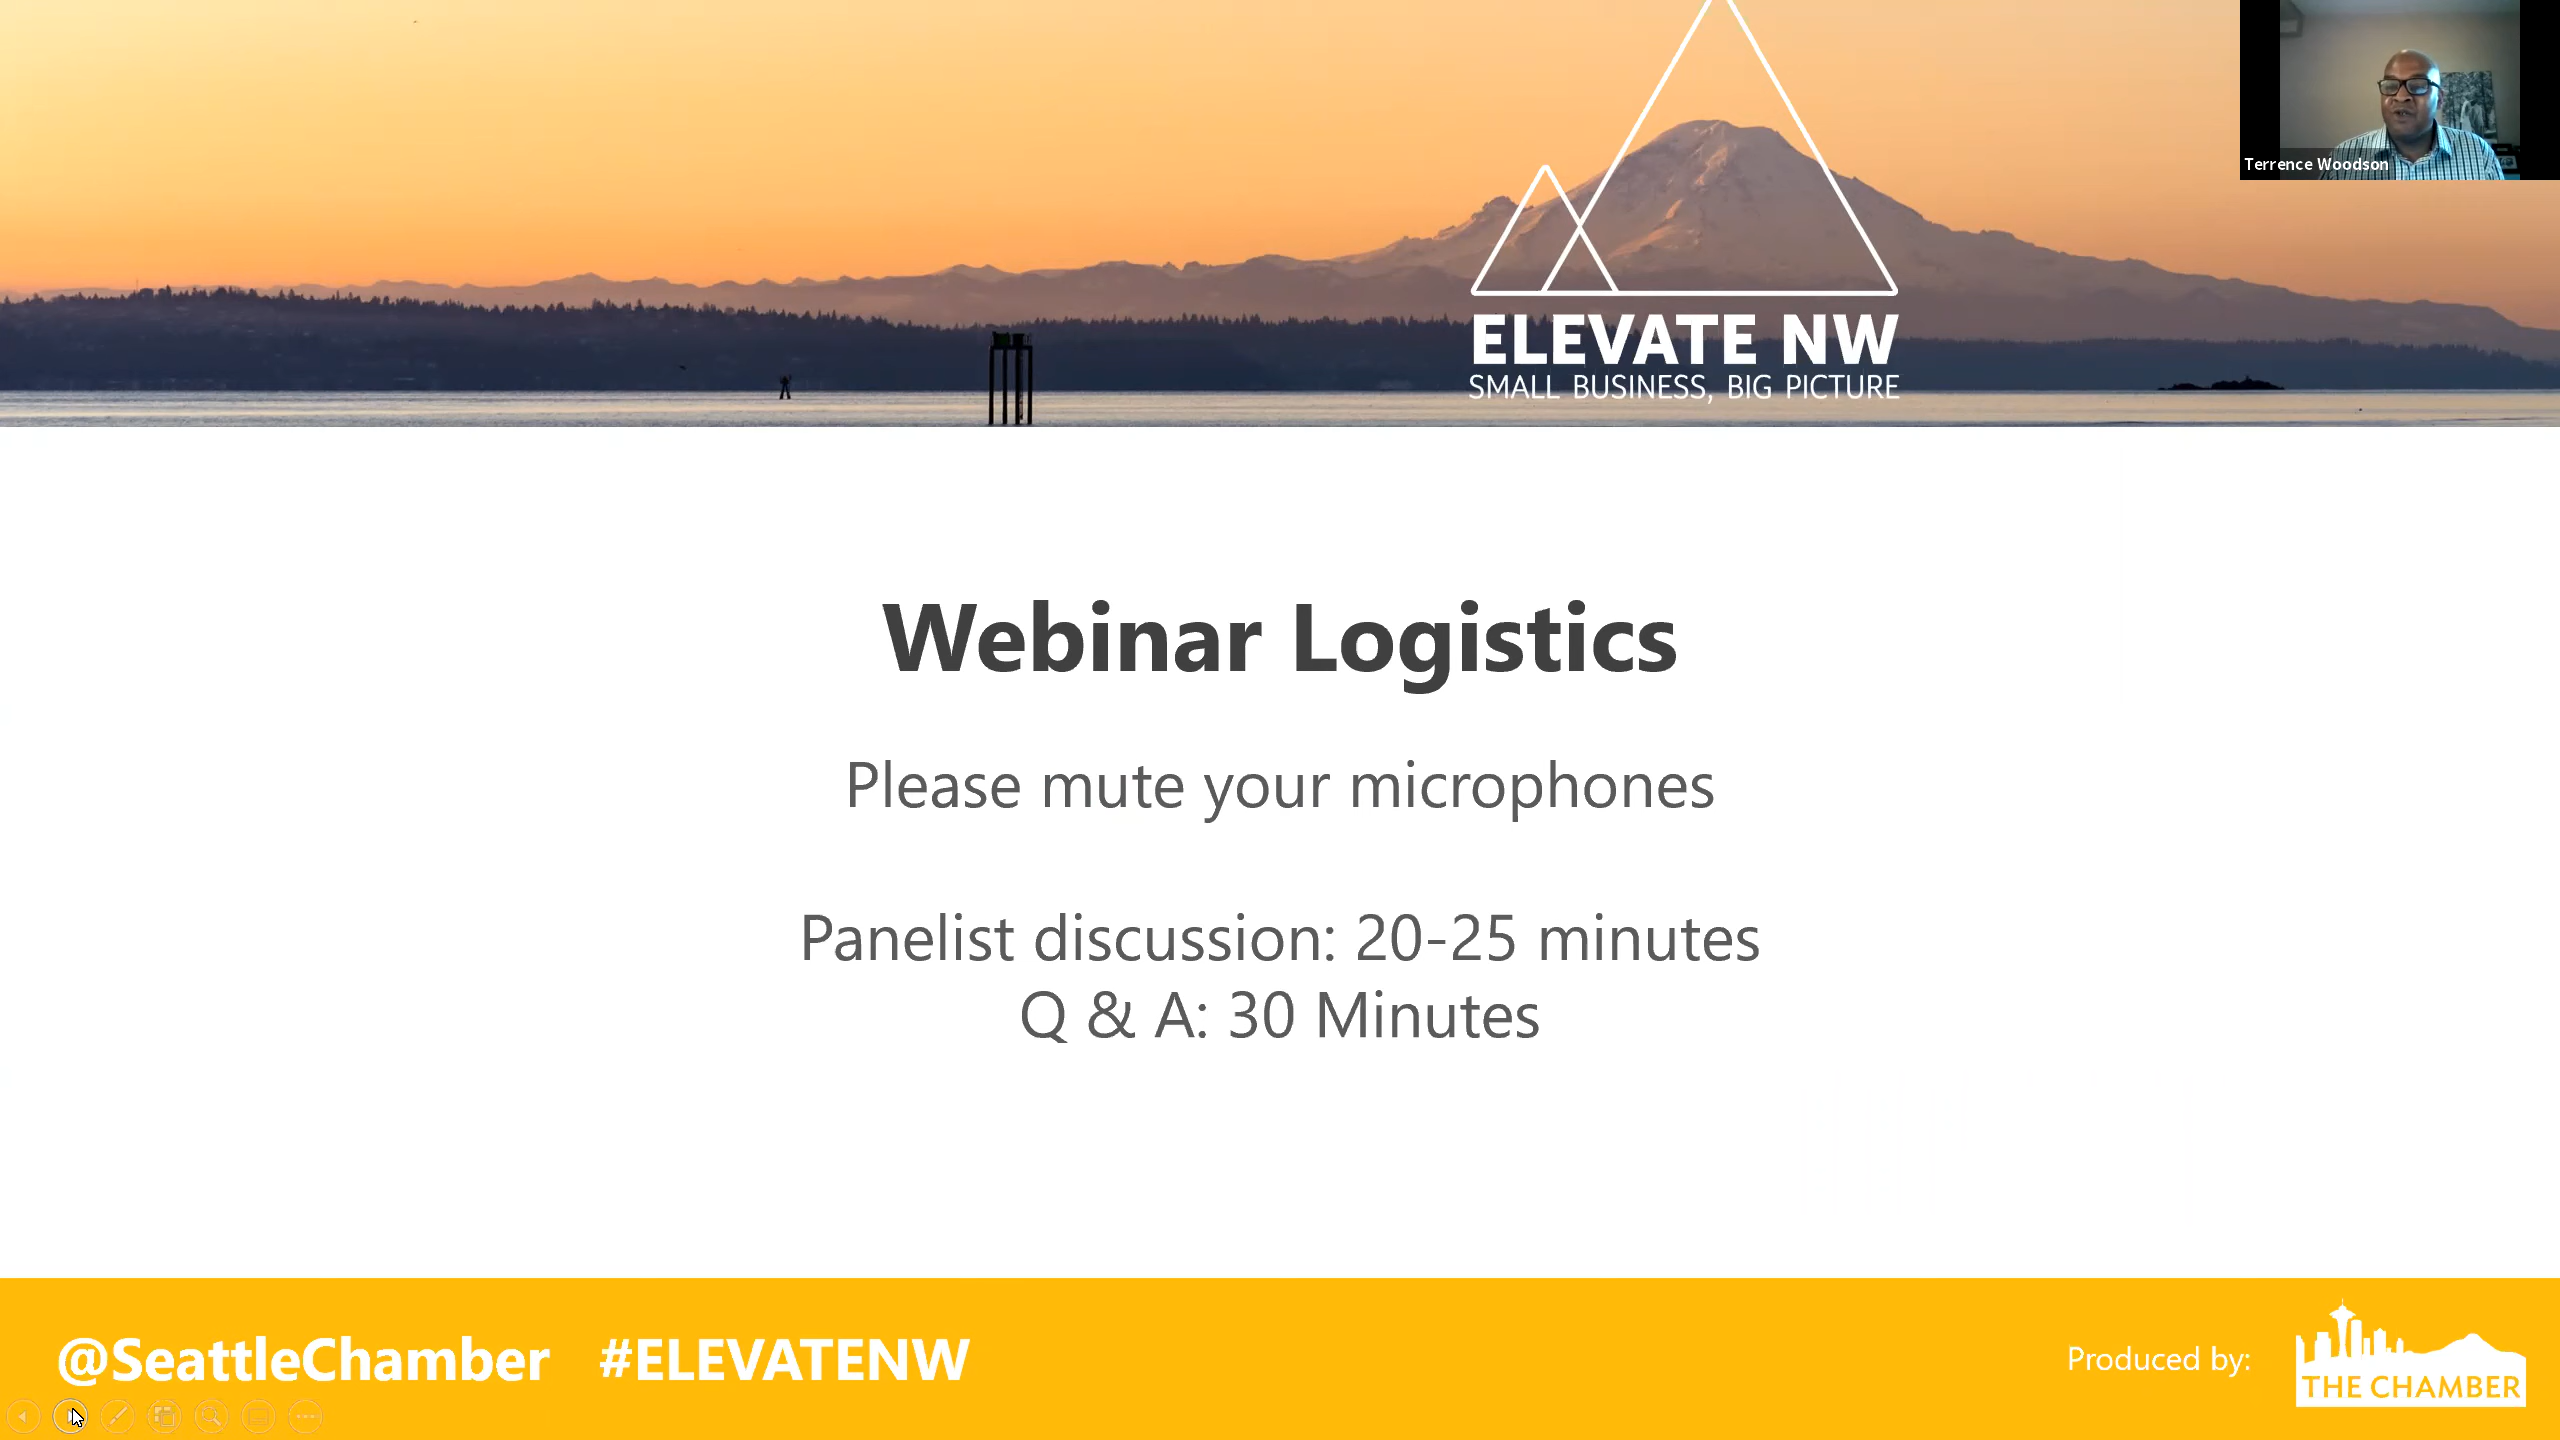 Terrence Woodson
ELEVATE NW
SMALL BUSINESS, BIG PICTURE
Webinar Logistics
Please mute your microphones
Panelist discussion: 20-25 minutes
Q & A: 30 Minutes
@SeattleChamber #ELEVATENW
Produced by:
THE CHAMBER